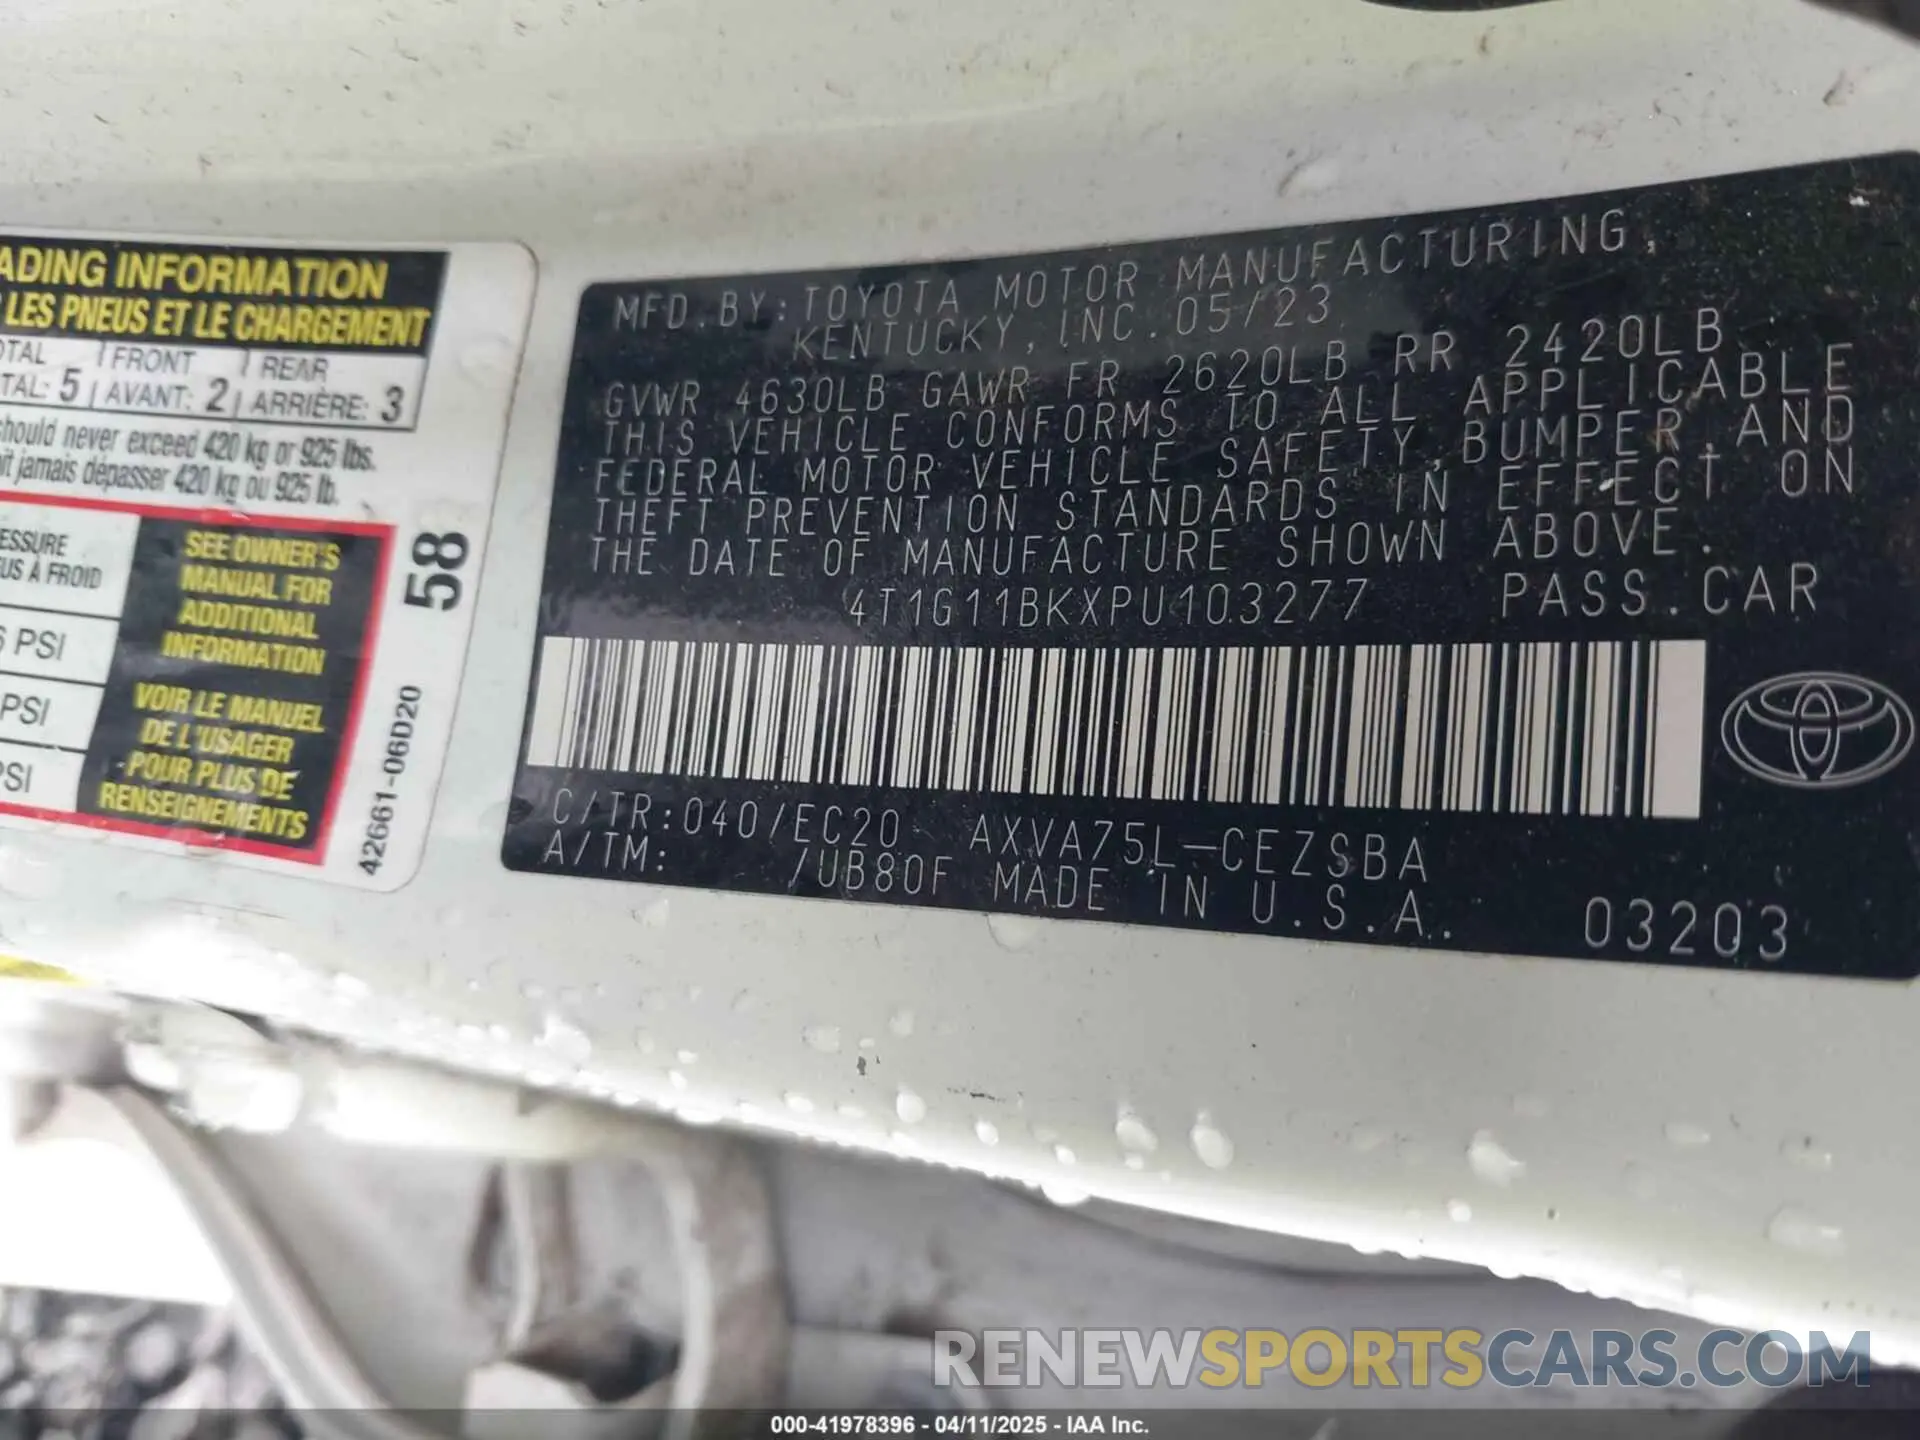 ADING INFORMATION
LES PNEUS ET LE CHARGEMENT
OTAL FRONT REAR
TAL: 5 AVANT: 2 ARRIÈRE: 3
should never exceed 420 kg or 925 lbs.
oit jamais dépasser 420 kg ou 925 lb.
ESSURE
US À FROID
6 PSI
PSI
PSI
SEE OWNER'S
MANUAL FOR
ADDITIONAL
INFORMATION
VOIR LE MANUEL
DE L'USAGER
POUR PLUS DE
RENSEIGNEMENTS
58
42661-06D20
MFD. BY: TOYOTA MOTOR MANUFACTURING,
KENTUCKY, INC. 05/23
GVWR 4630LB GAWR FR 2620LB RR 2420LB
THIS VEHICLE CONFORMS TO ALL APPLICABLE
FEDERAL MOTOR VEHICLE SAFETY, BUMPER, AND
THEFT PREVENTION STANDARDS IN EFFECT ON
THE DATE OF MANUFACTURE SHOWN ABOVE.
4T1G11BKXPU103277 PASS. CAR
C/TR: 040/EC20 AXVA75L-CEZSBA
A/TM: /UB80F MADE IN U.S.A.
03203
RENEWSPORTSCARS.COM
000-41978396 - 04/11/2025 - IAA Inc.